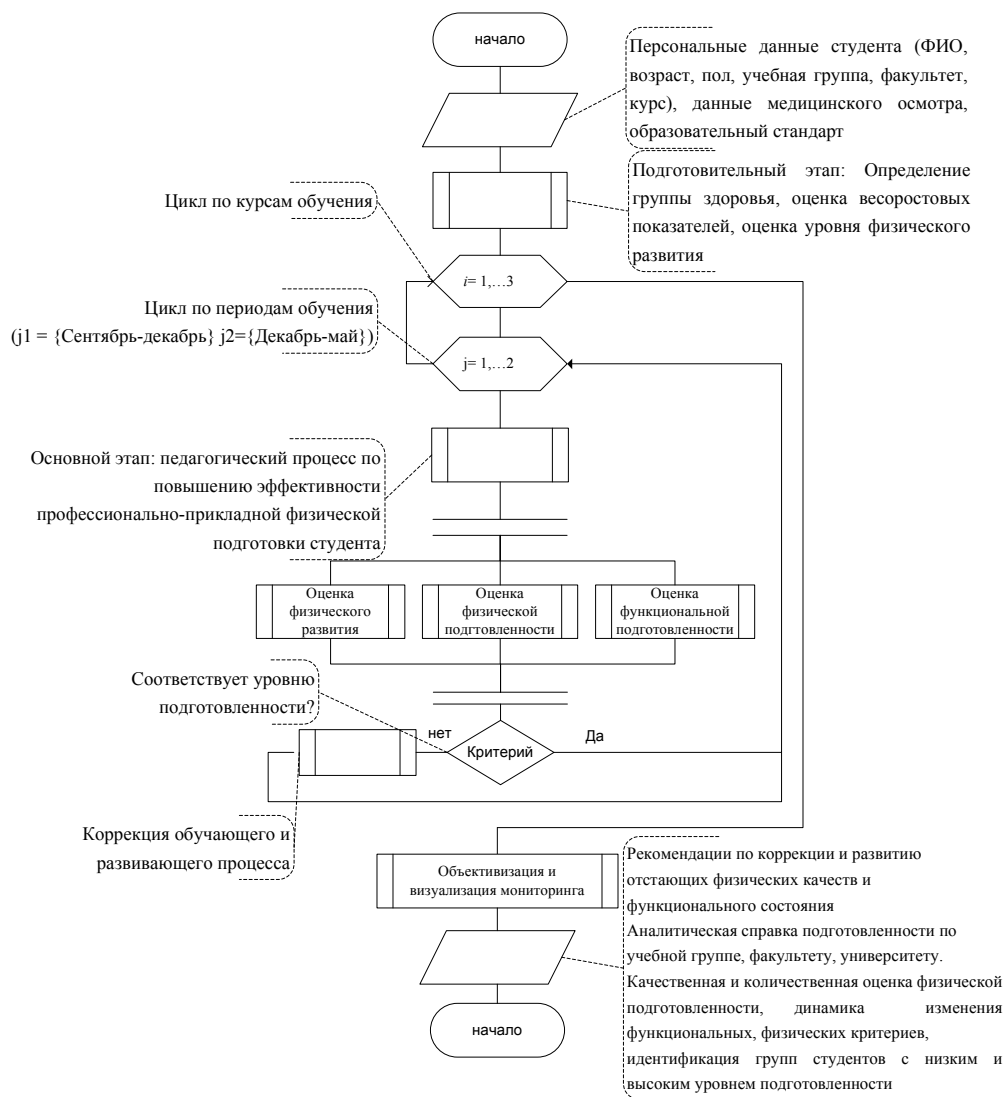 начало
Персональные данные студента (ФИО,
возраст, пол, учебная группа, факультет,
курс), данные медицинского осмотра,
образовательный стандарт
Подготовительный этап: Определение
группы здоровья, оценка весоростовых
показателей, оценка уровня физического
развития
Цикл по курсам обучения
i= 1,…3
Цикл по периодам обучения
(j1 = {Сентябрь-декабрь} j2={Декабрь-май})
j= 1,…2
Основной этап: педагогический процесс по
повышению эффективности
профессионально-прикладной физической
подготовки студента
Оценка
физического
развития
Оценка
физической
подгтовленности
Оценка
функциональной
подготовленности
Соответствует уровню
подготовленности?
нет
Критерий
Да
Коррекция обучающего и
развивающего процесса
Объективизация и
визуализация мониторинга
Рекомендации по коррекции и развитию
отстающих физических качеств и
функционального состояния
Аналитическая справка подготовленности по
учебной группе, факультету, университету.
Качественная и количественная оценка физической
подготовленности, динамика изменения
функциональных, физических критериев,
идентификация групп студентов с низким и
высоким уровнем подготовленности
начало